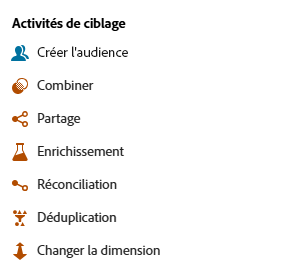 Activités de ciblage
Créer l'audience
Combiner
Partage
Enrichissement
Réconciliation
Déduplication
Changer la dimension